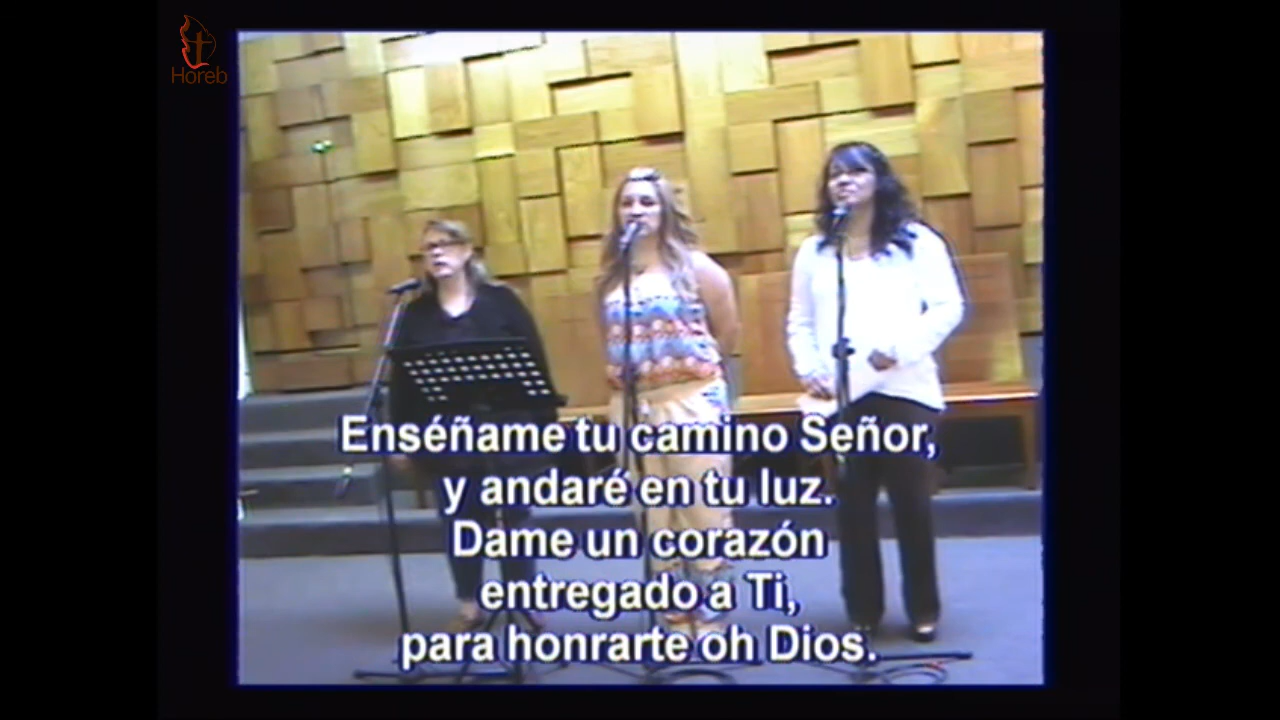 Horeb
Enséñame tu camino Señor,
y andaré en tu luz.
Dame un corazón
entregado a Ti,
para honrarte oh Dios.